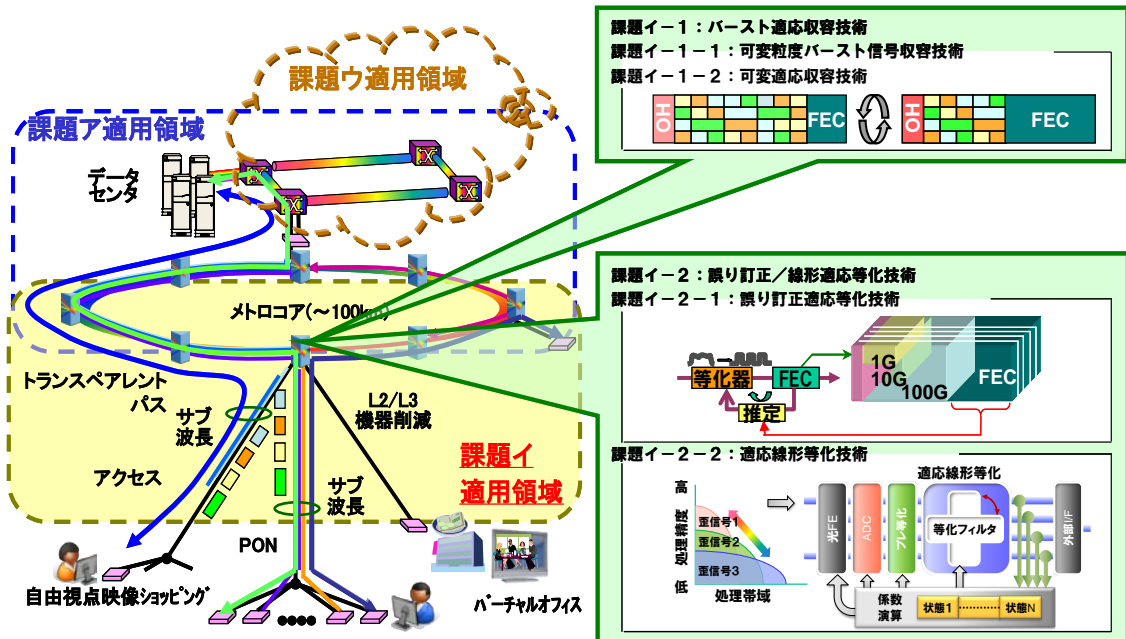 課題ウ適用領域
課題ア適用領域
データ
センタ
メトロコア(～100km)
トランスペアレント
パス
サブ
波長
L2/L3
機器削減
アクセス
課題イ
適用領域
サブ
波長
PON
自由視点映像ショッピング
バーチャルオフィス
課題イ－1：バースト適応収容技術
課題イ－1－1：可変粒度バースト信号収容技術
課題イ－1－2：可変適応収容技術
OH
FEC
OH
FEC
課題イ－2：誤り訂正／線形適応等化技術
課題イ－2－1：誤り訂正適応等化技術
等化器
FEC
推定
1G
10G
100G
FEC
課題イ－2－2：適応線形等化技術
高
処理精度
低
歪信号1
歪信号2
歪信号3
処理帯域
光FE
ADC
プレ等化
適応線形等化
等化フィルタ
外部I/F
係数
演算
状態1
状態N